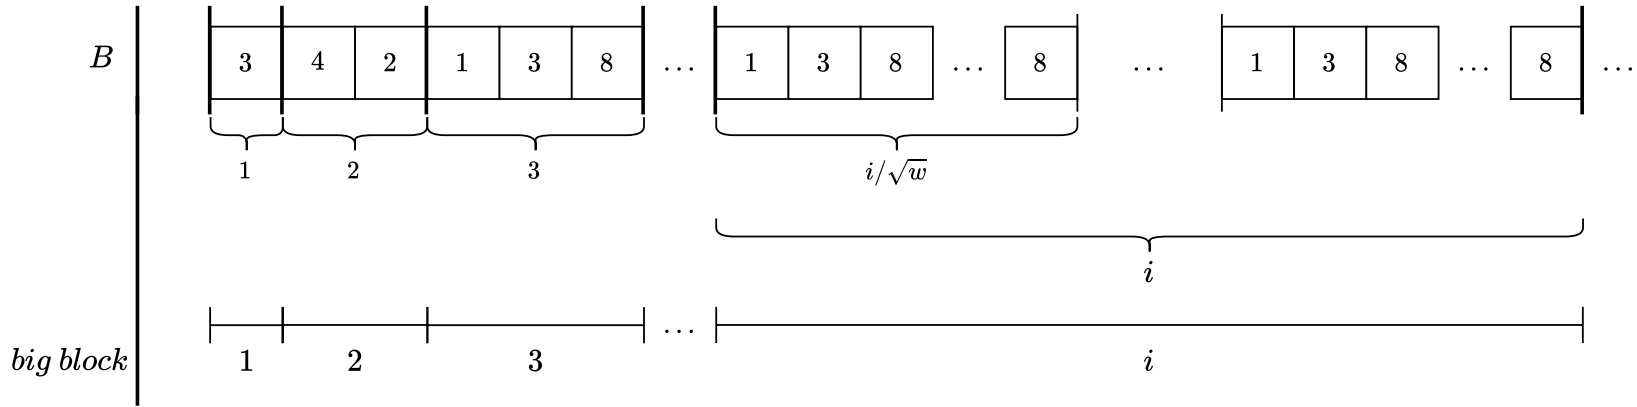 B 3 4 2 1 3 8 ... 1 3 8 ... 8 ... 1 3 8 ... 8 ...
1 2 3 i/√w
i
...
big block 1 2 3 i